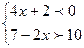 4x + 2 ≺ 0
7 − 2x ≻ 10